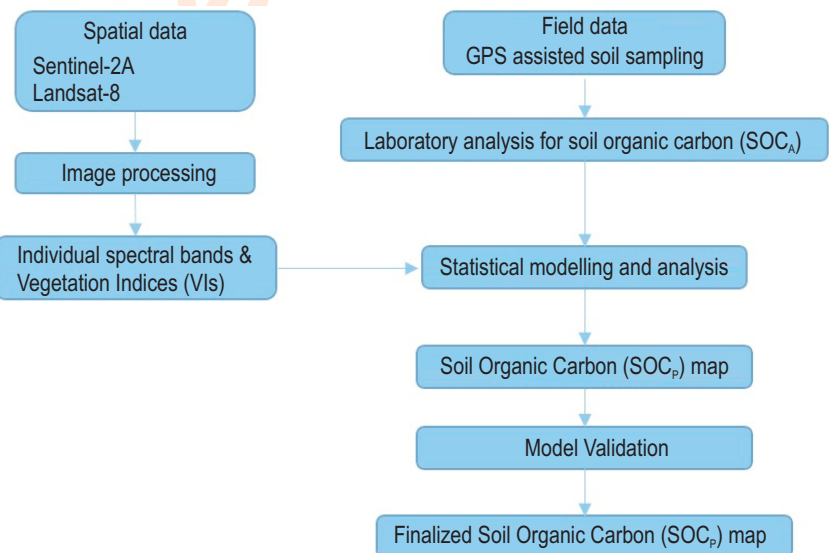 Spatial data
Sentinel-2A
Landsat-8
Image processing
Individual spectral bands &
Vegetation Indices (VIs)
Field data
GPS assisted soil sampling
Laboratory analysis for soil organic carbon (SOCA)
Statistical modelling and analysis
Soil Organic Carbon (SOCP) map
Model Validation
Finalized Soil Organic Carbon (SOCP) map